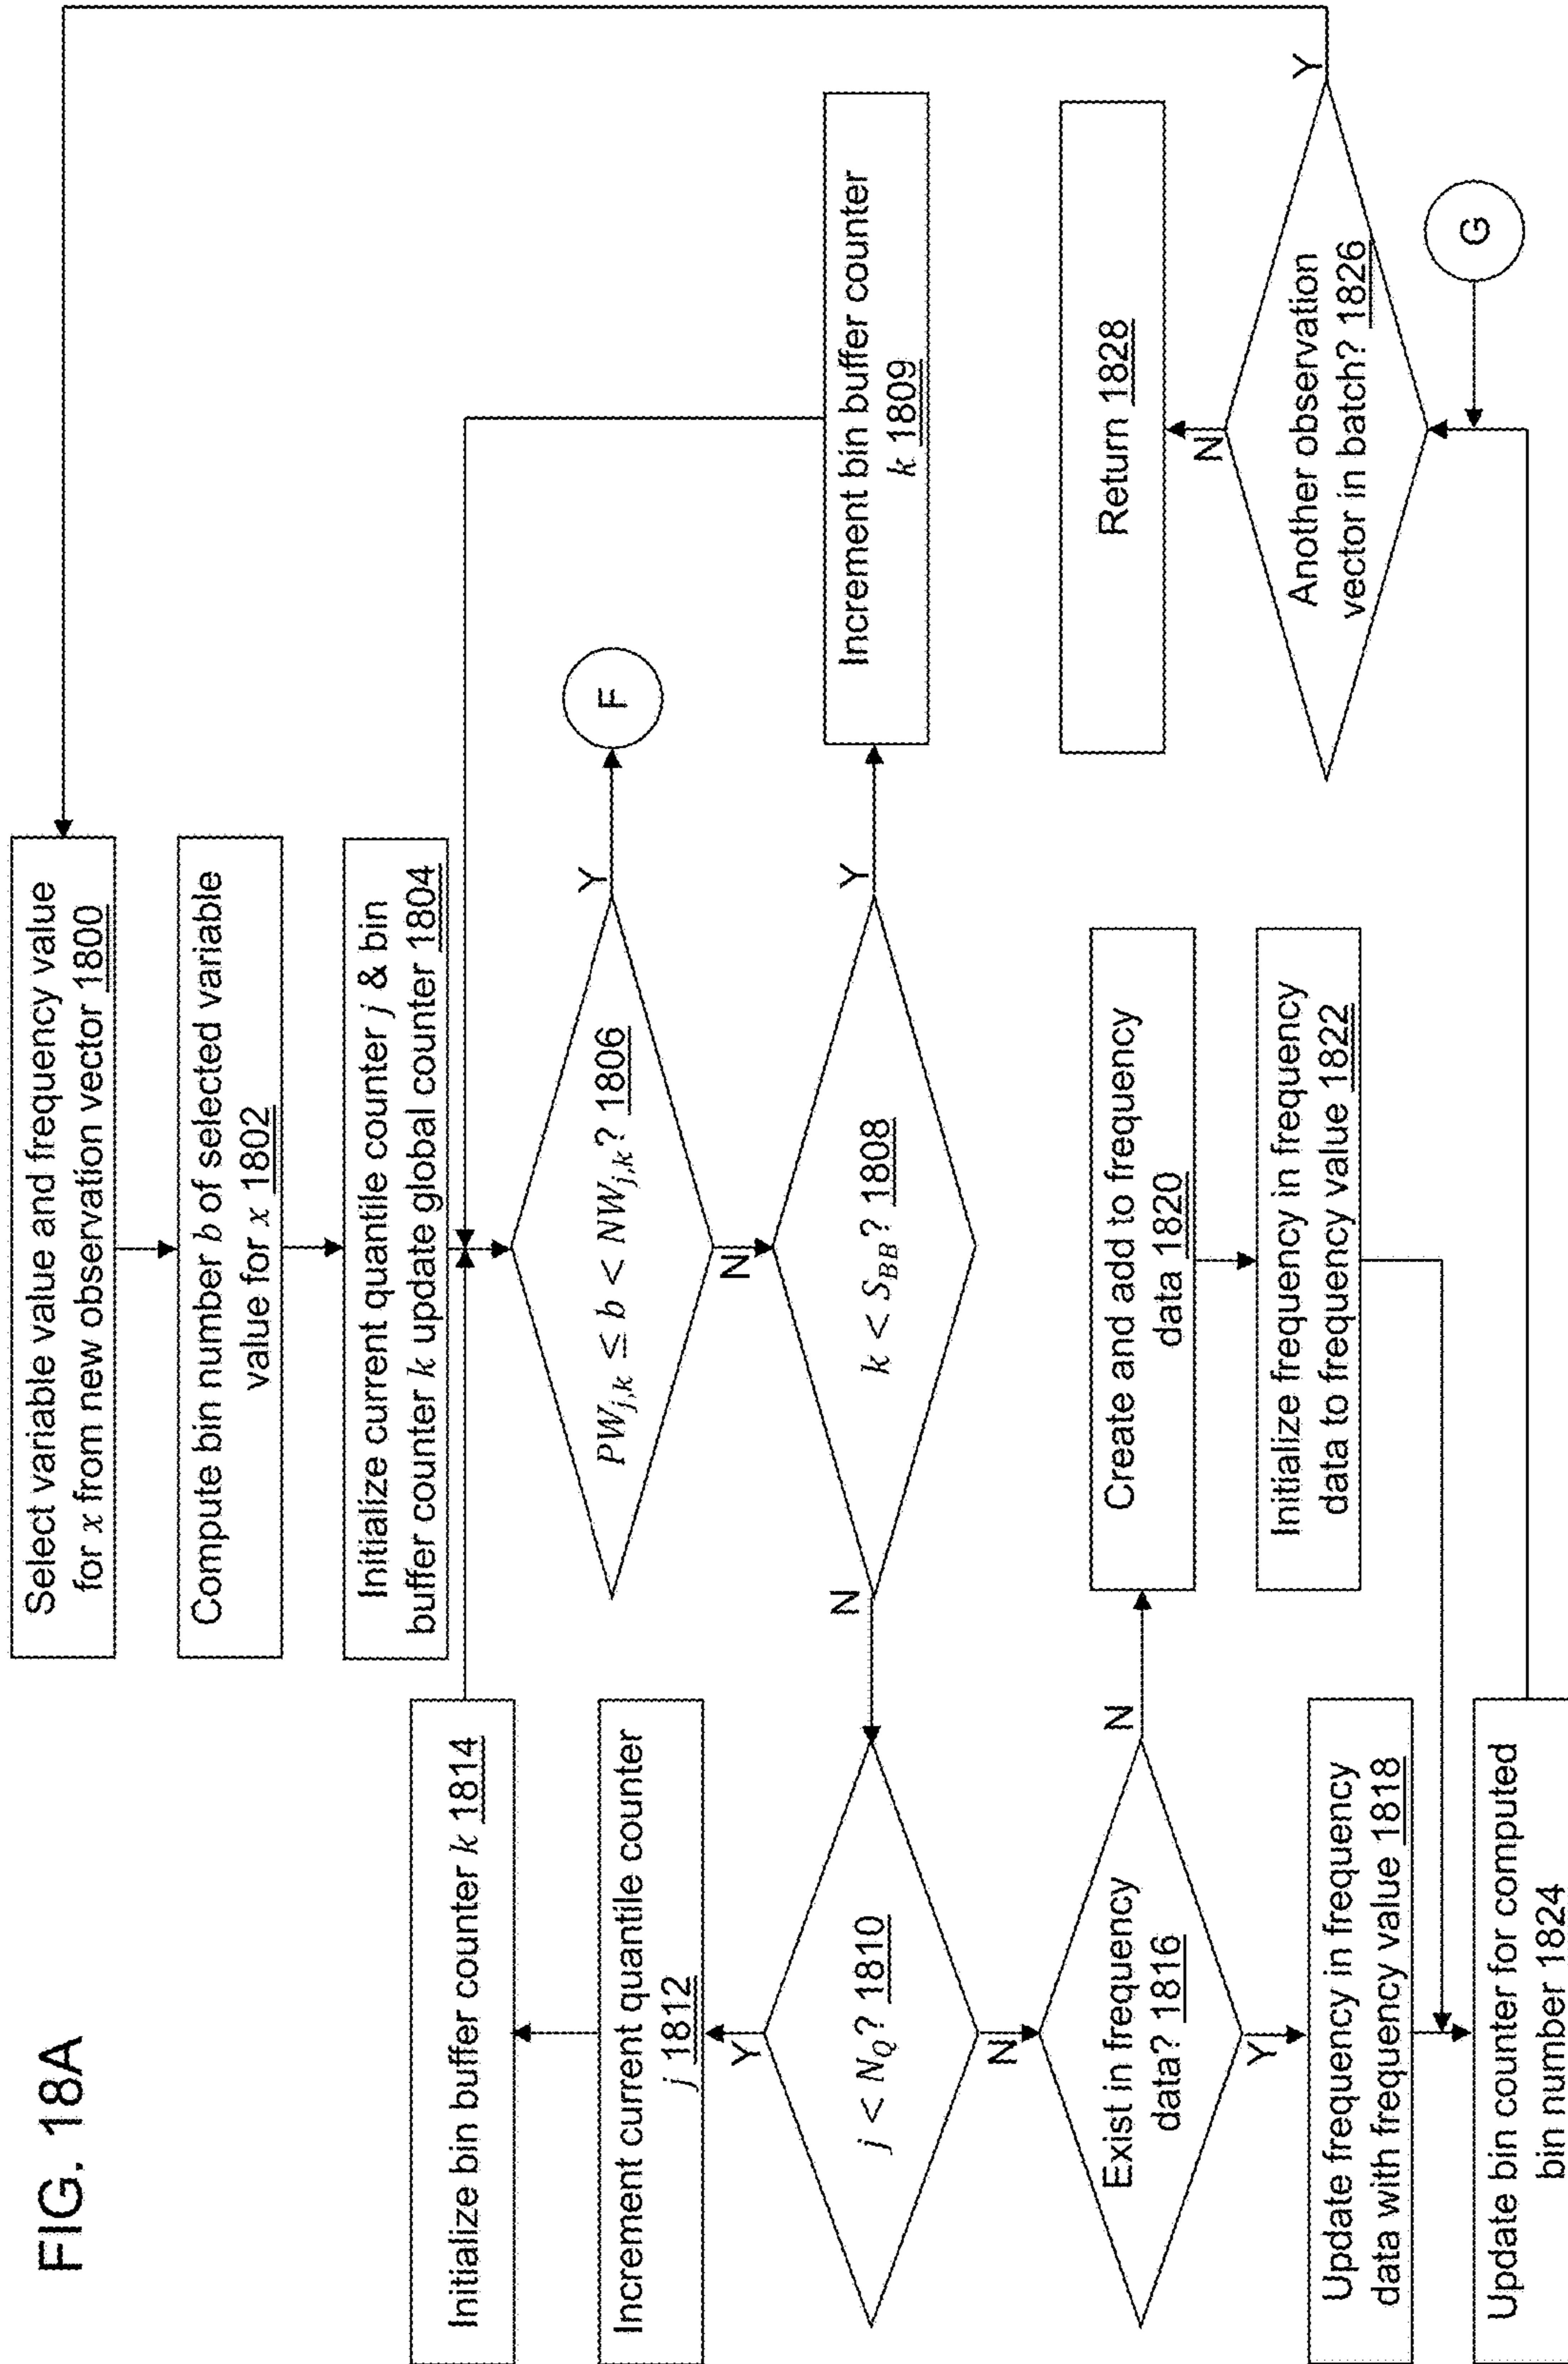 FIG. 18A
Select variable value and frequency value
for x from new observation vector 1800
Compute bin number b of selected variable
value for x 1802
Initialize current quantile counter j & bin
buffer counter k update global counter 1804
PW_{j,k} ≤ b < NW_{j,k}? 1806
Y
F
N
k < S_{BB}? 1808
Y
Increment bin buffer counter
k 1809
N
j < N_Q? 1810
Y
Increment current quantile counter
j 1812
Initialize bin buffer counter k 1814
N
Exist in frequency
data? 1816
N
Create and add to frequency
data 1820
Initialize frequency in frequency
data to frequency value 1822
Y
Update frequency in frequency
data with frequency value 1818
Update bin counter for computed
bin number 1824
G
Another observation
vector in batch? 1826
Y
N
Return 1828